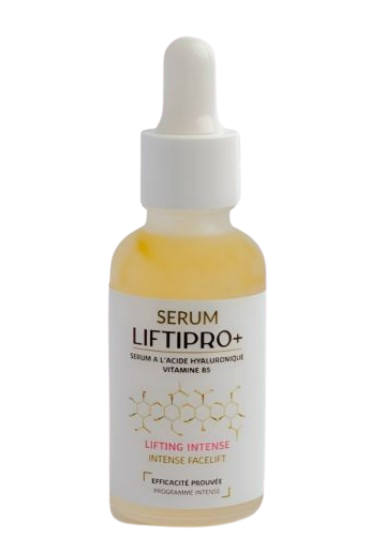 SERUM
LIFTIPRO+
SERUM A L'ACIDE HYALURONIQUE
VITAMINE B5
LIFTING INTENSE
INTENSE FACELIFT
EFFICACITÉ PROUVÉE
PROGRAMME INTENSE